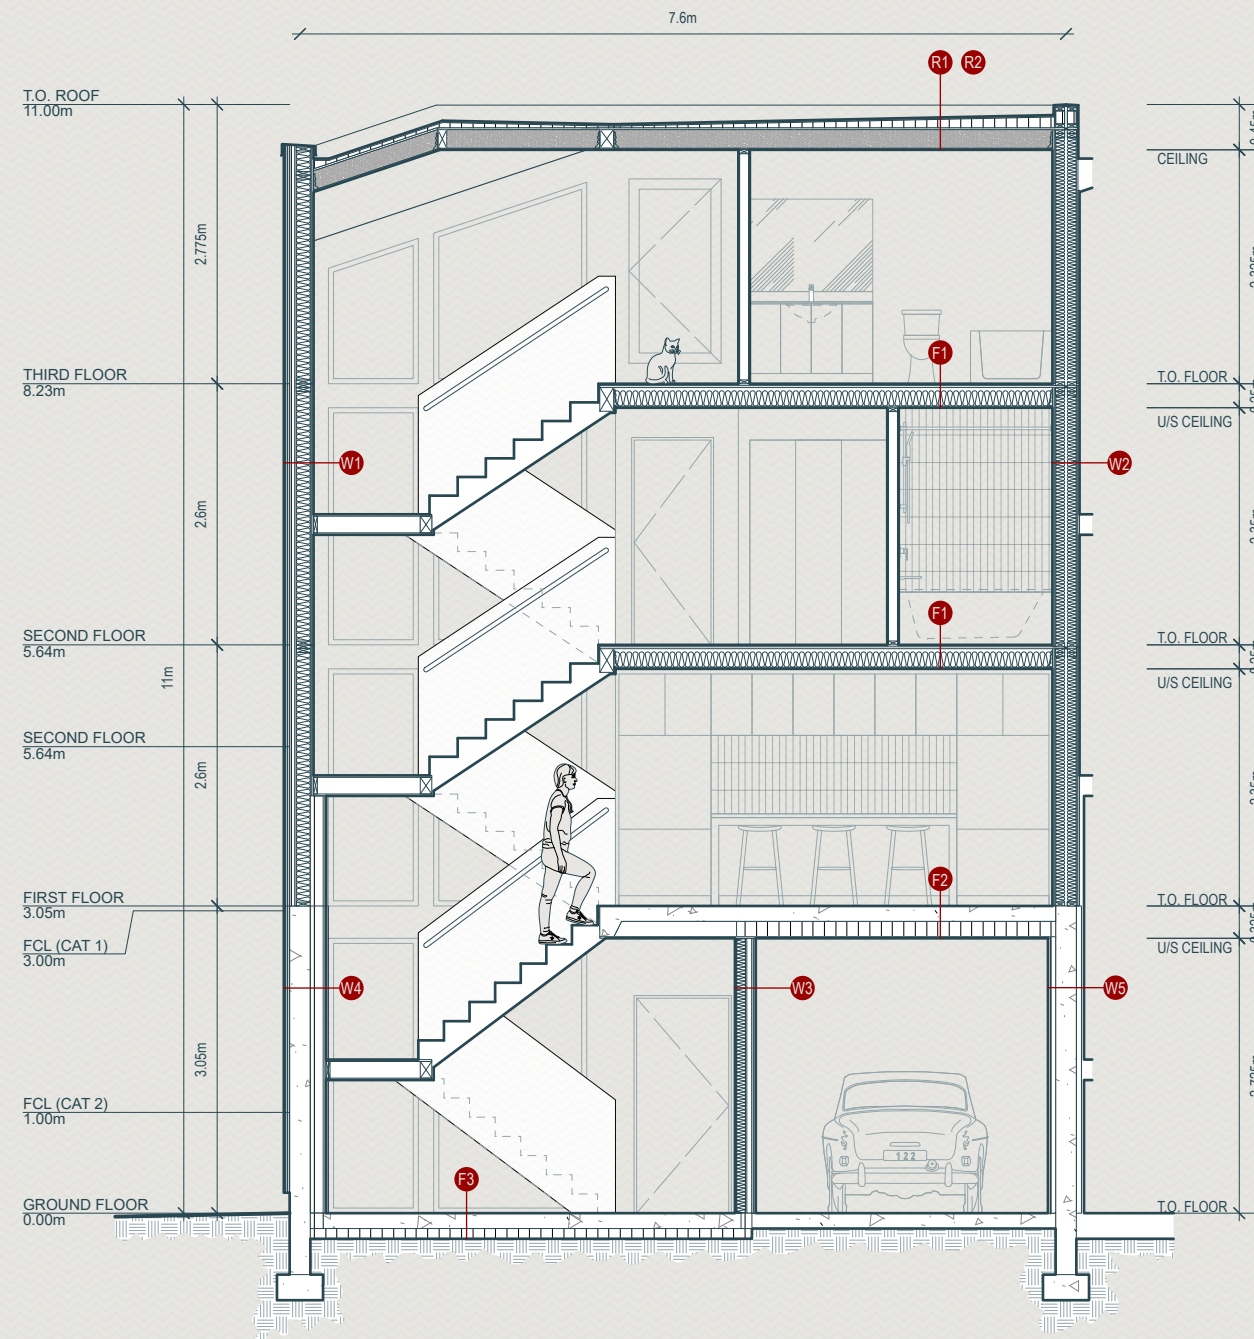 7.6m
R1 R2
T.O. ROOF
11.00m
CEILING
2.775m
THIRD FLOOR
8.23m
F1
T.O. FLOOR
U/S CEILING
W1
W2
2.6m
SECOND FLOOR
5.64m
F1
T.O. FLOOR
11m
U/S CEILING
SECOND FLOOR
5.64m
2.6m
FIRST FLOOR
3.05m
F2
T.O. FLOOR
FCL (CAT 1)
3.00m
U/S CEILING
W4
W3
W5
3.05m
FCL (CAT 2)
1.00m
122
F3
GROUND FLOOR
0.00m
T.O. FLOOR